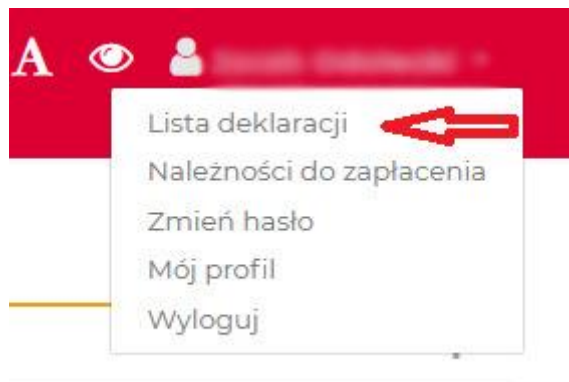 A
Lista deklaracji
Należności do zapłacenia
Zmień hasło
Mój profil
Wyloguj